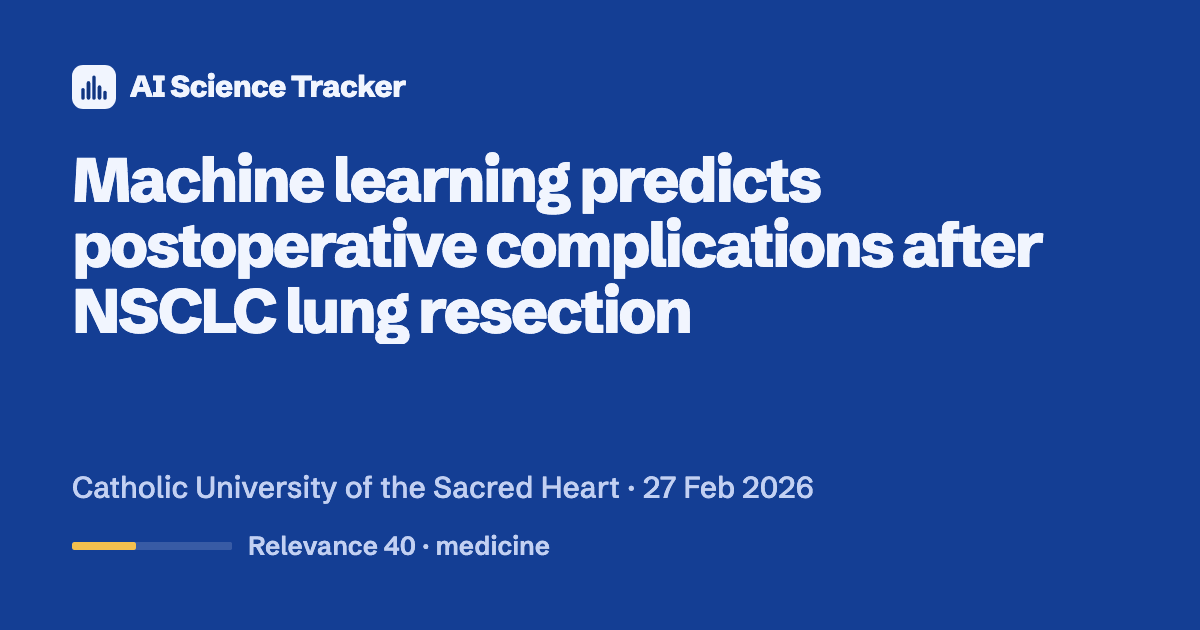 AI Science Tracker
Machine learning predicts
postoperative complications after
NSCLC lung resection
Catholic University of the Sacred Heart · 27 Feb 2026
Relevance 40 · medicine